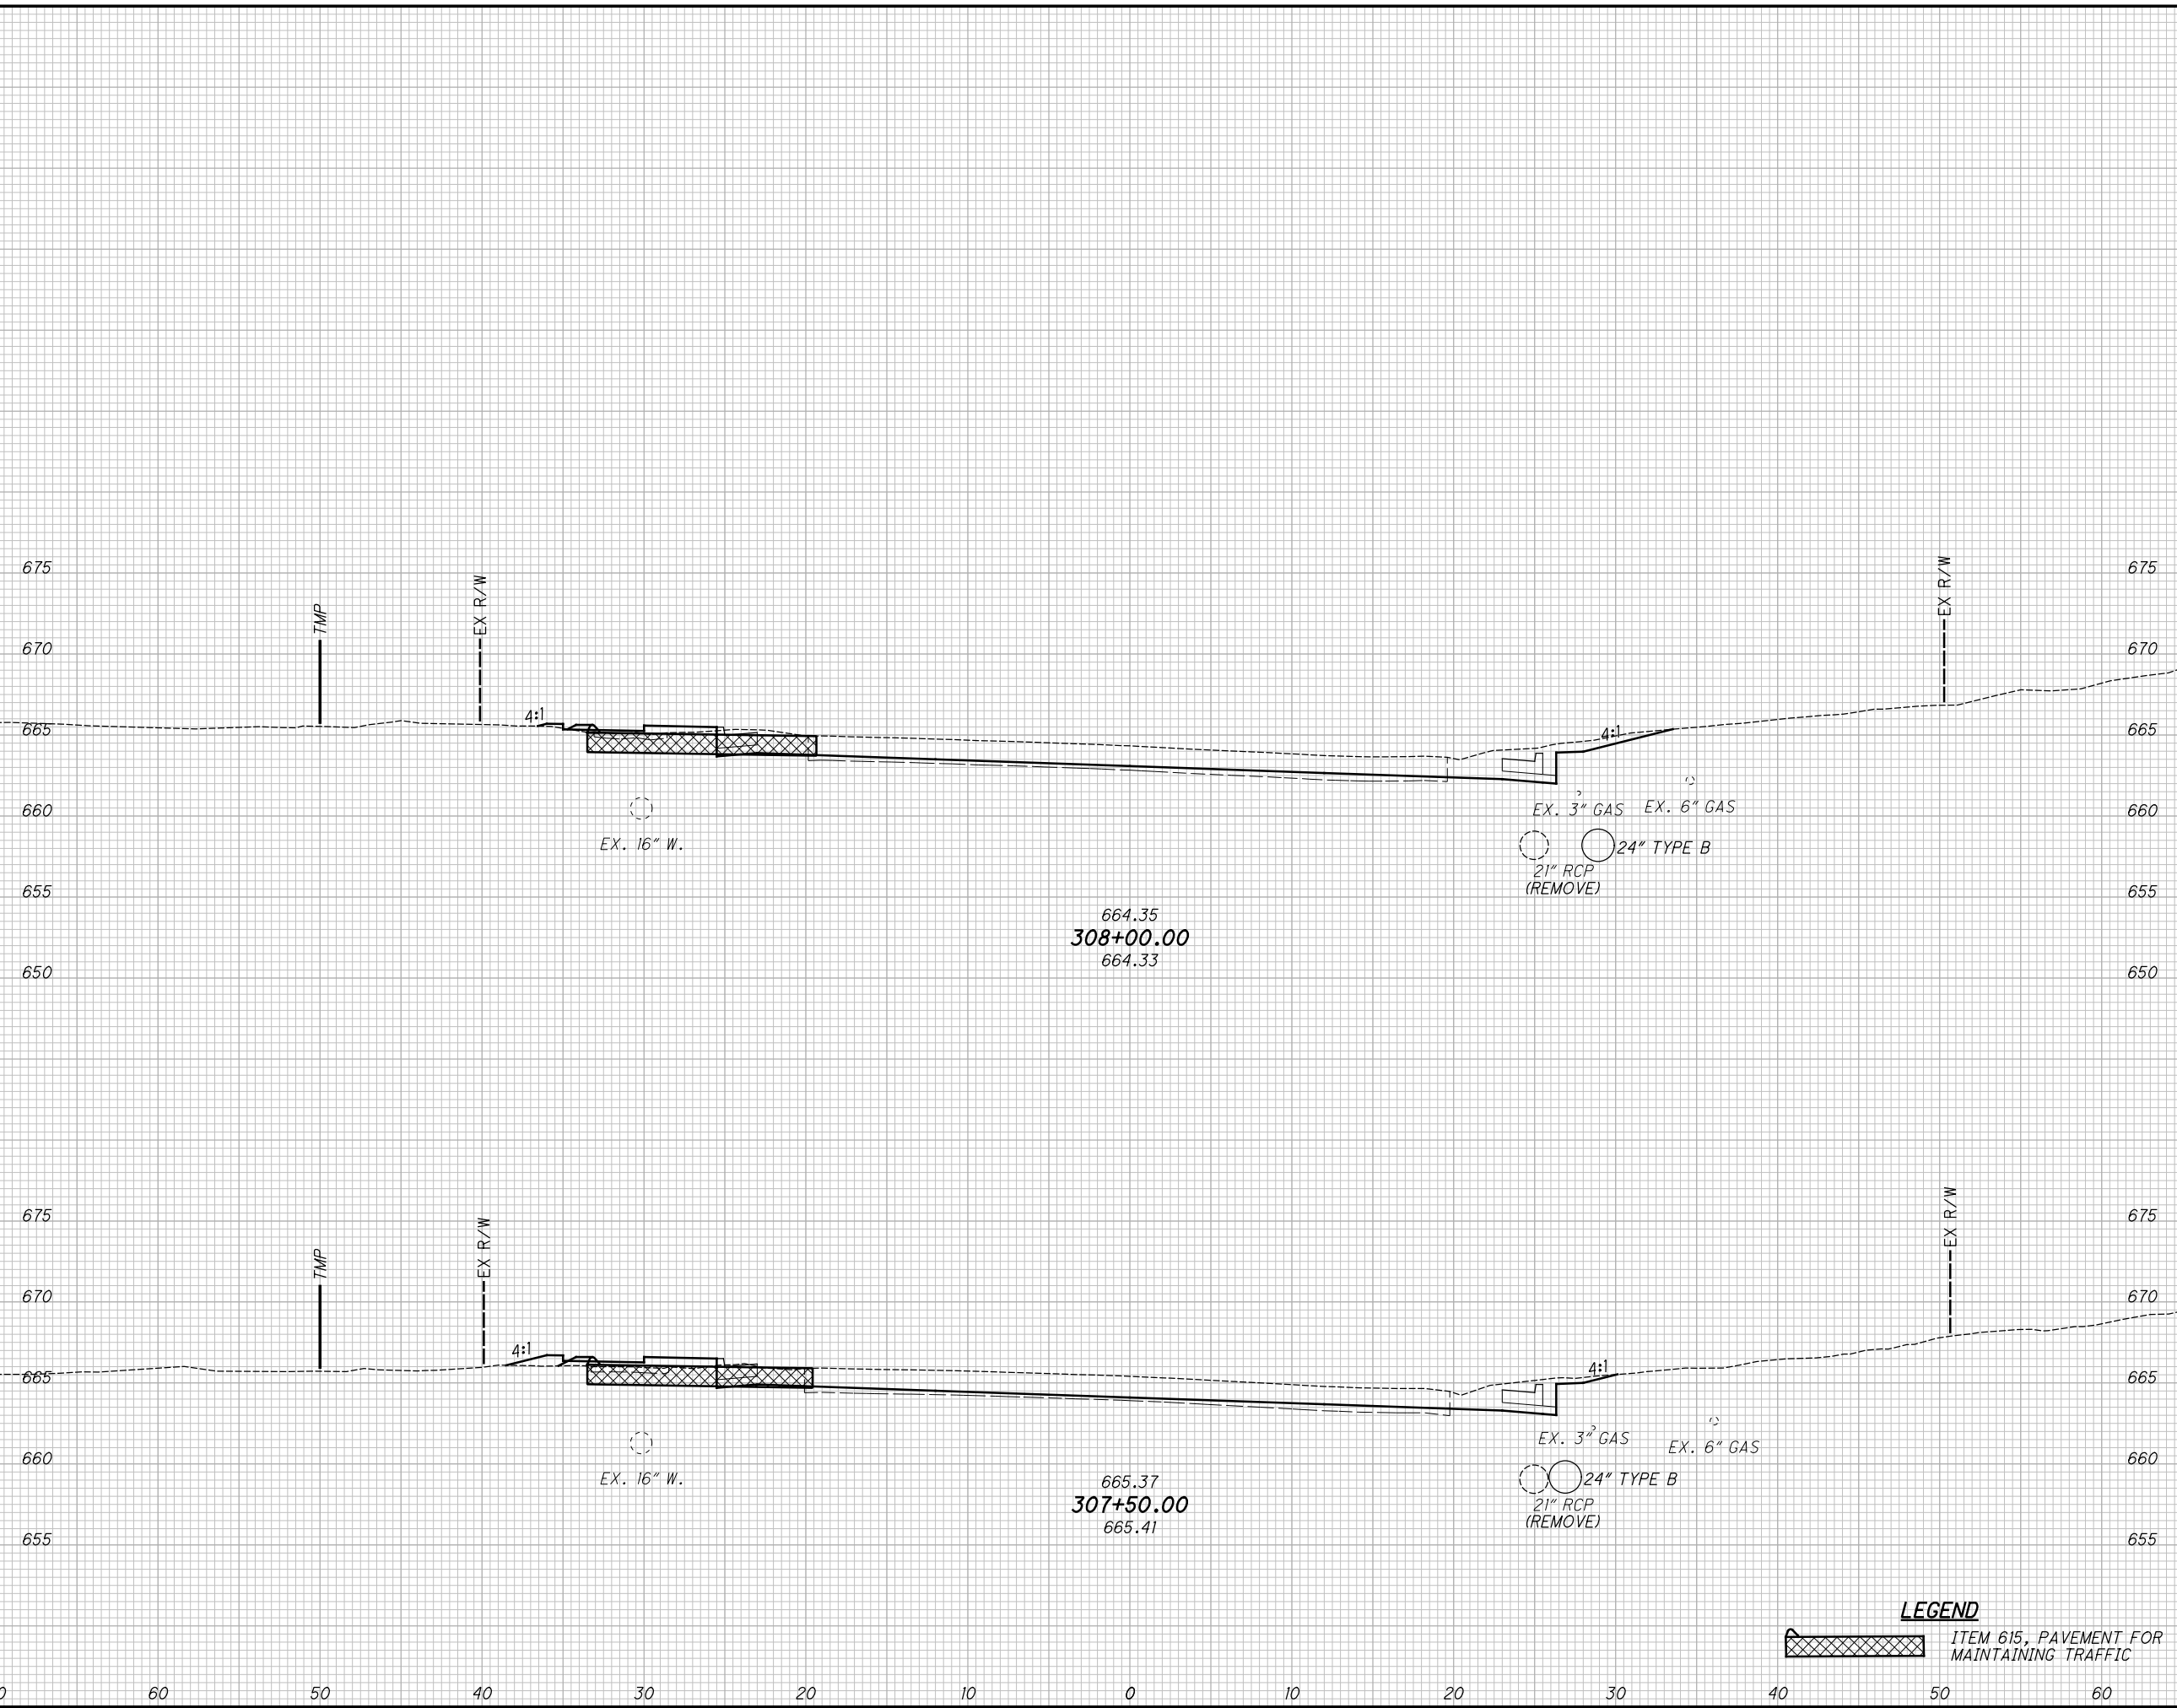 675
EX R/W
EX R/W
675
TMP
670
670
665
4:1
4:1
665
660
EX. 3" GAS
EX. 6" GAS
660
EX. 16" W.
24" TYPE B
21" RCP
(REMOVE)
655
655
664.35
308+00.00
664.33
650
650
675
EX R/W
EX R/W
675
TMP
670
670
665
4:1
4:1
665
EX. 3" GAS
EX. 6" GAS
660
660
EX. 16" W.
24" TYPE B
21" RCP
(REMOVE)
665.37
307+50.00
665.41
655
655
LEGEND
ITEM 615, PAVEMENT FOR
MAINTAINING TRAFFIC
0 60 50 40 30 20 10 0 10 20 30 40 50 60